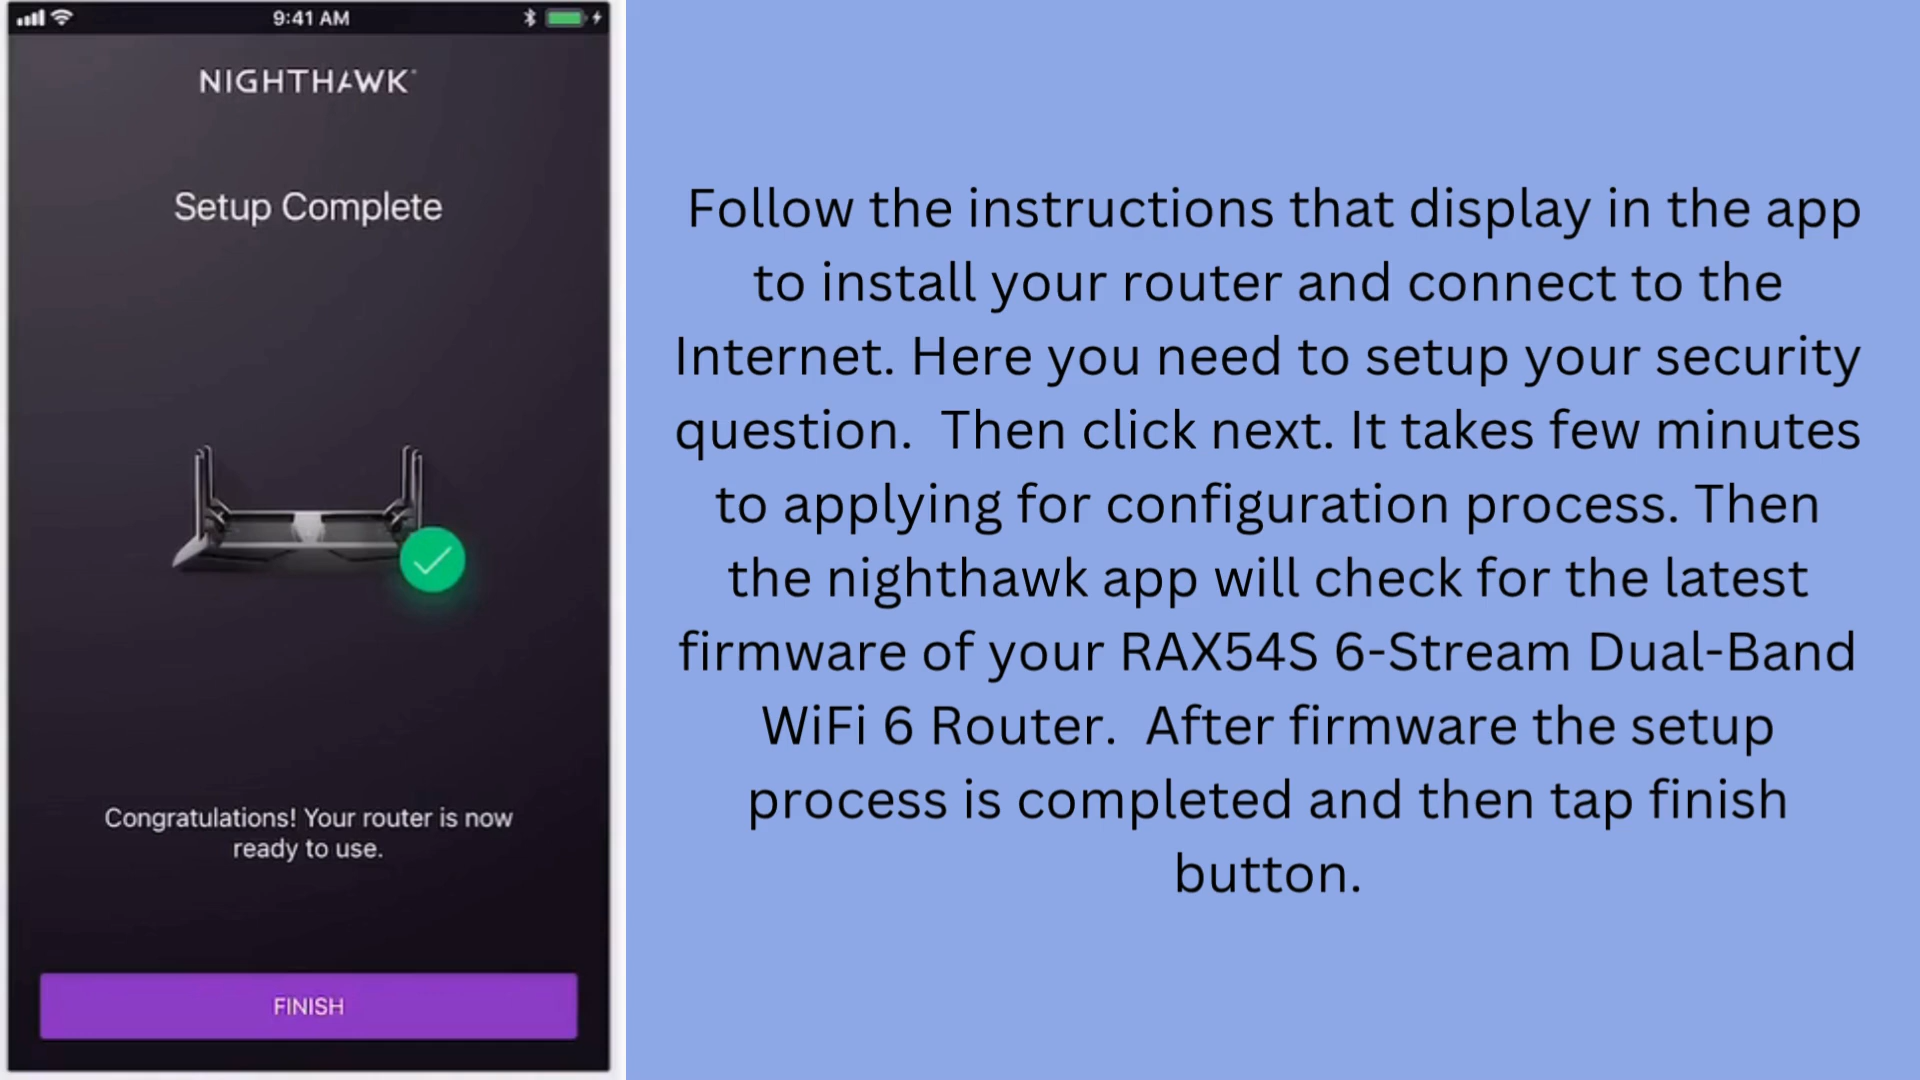 9:41 AM
NIGHTHAWK
Setup Complete
Congratulations! Your router is now
ready to use.
FINISH
Follow the instructions that display in the app
to install your router and connect to the
Internet. Here you need to setup your security
question.  Then click next. It takes few minutes
to applying for configuration process. Then
the nighthawk app will check for the latest
firmware of your RAX54S 6-Stream Dual-Band
WiFi 6 Router.  After firmware the setup
process is completed and then tap finish
button.